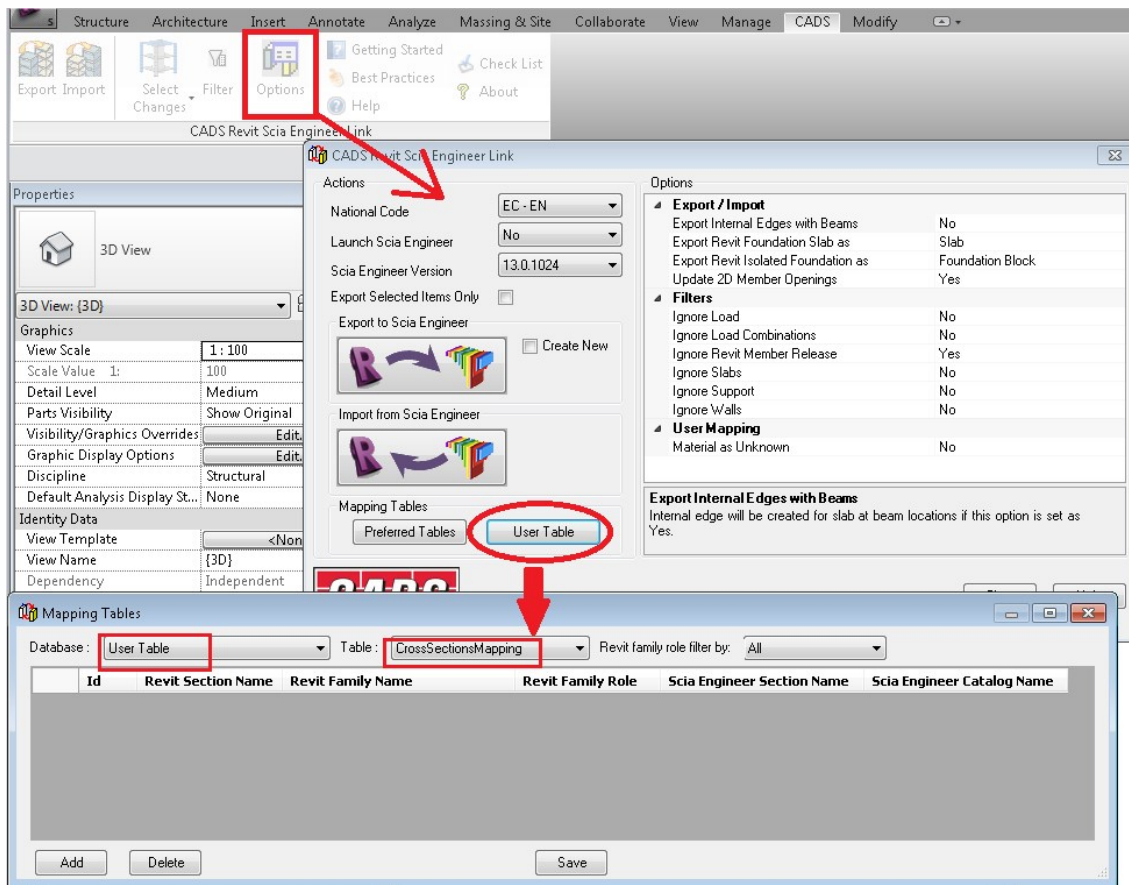 s Structure Architecture Insert Annotate Analyze Massing & Site Collaborate View Manage CADS Modify
Export Import Select Changes Filter Options Getting Started Best Practices Help Check List About
CADS Revit Scia Engineer Link
CADS Revit Scia Engineer Link
Properties
3D View
3D View: {3D}
Graphics
View Scale 1 : 100
Scale Value 1: 100
Detail Level Medium
Parts Visibility Show Original
Visibility/Graphics Overrides Edit.
Graphic Display Options Edit.
Discipline Structural
Default Analysis Display St... None
Identity Data
View Template <Non
View Name {3D}
Dependency Independent
Actions
National Code EC - EN
Launch Scia Engineer No
Scia Engineer Version 13.0.1024
Export Selected Items Only
Export to Scia Engineer
R Create New
Import from Scia Engineer
R
Mapping Tables
Preferred Tables User Table
CADS
Options
Export / Import
Export Internal Edges with Beams No
Export Revit Foundation Slab as Slab
Export Revit Isolated Foundation as Foundation Block
Update 2D Member Openings Yes
Filters
Ignore Load No
Ignore Load Combinations No
Ignore Revit Member Release Yes
Ignore Slabs No
Ignore Support No
Ignore Walls No
User Mapping
Material as Unknown No
Export Internal Edges with Beams
Internal edge will be created for slab at beam locations if this option is set as
Yes.
Mapping Tables
Database : User Table Table : CrossSectionsMapping Revit family role filter by: All
Id Revit Section Name Revit Family Name Revit Family Role Scia Engineer Section Name Scia Engineer Catalog Name
Add Delete Save